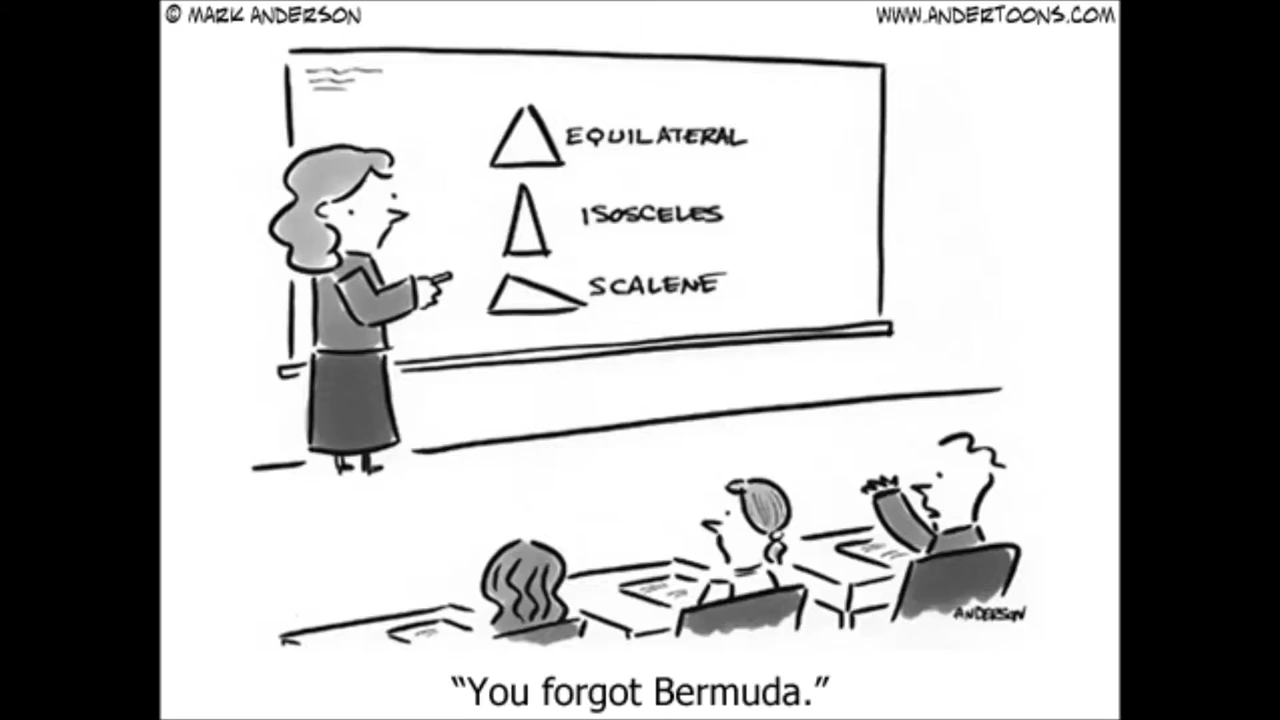 © MARK ANDERSON
WWW.ANDERTOONS.COM
EQUILATERAL
ISOSCELES
SCALENE
ANDERSON
“You forgot Bermuda.”